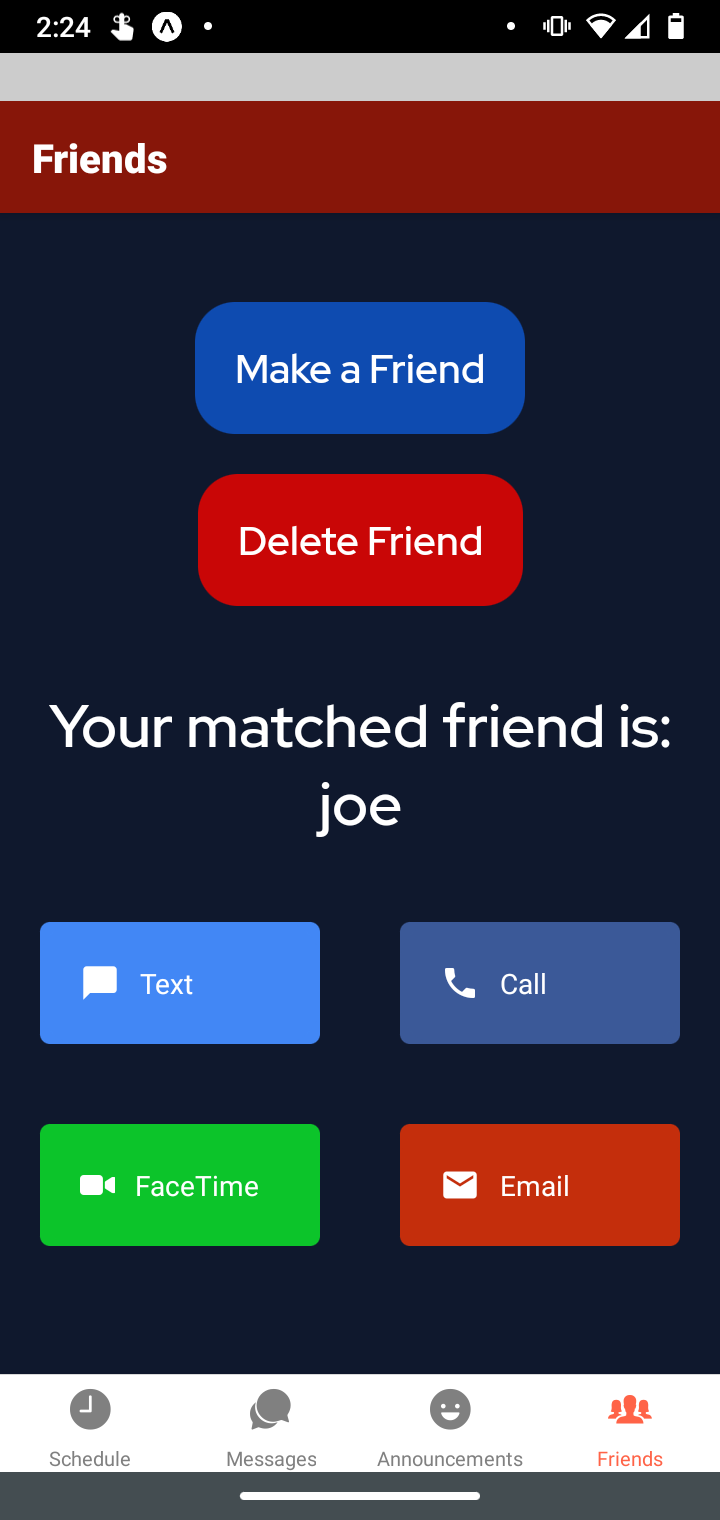 2:24
Friends
Make a Friend
Delete Friend
Your matched friend is:
joe
Text
Call
FaceTime
Email
Schedule
Messages
Announcements
Friends